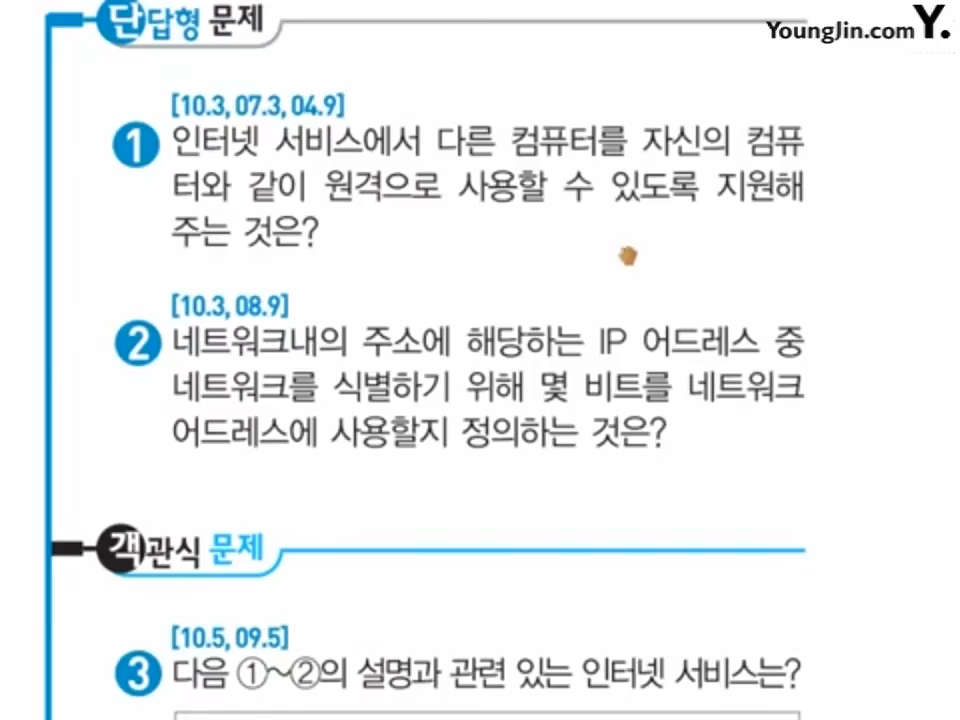 단답형 문제
YoungJin.com Y.
[10.3, 07.3, 04.9]
1 인터넷 서비스에서 다른 컴퓨터를 자신의 컴퓨
터와 같이 원격으로 사용할 수 있도록 지원해
주는 것은?
[10.3, 08.9]
2 네트워크내의 주소에 해당하는 IP 어드레스 중
네트워크를 식별하기 위해 몇 비트를 네트워크
어드레스에 사용할지 정의하는 것은?
객관식 문제
[10.5, 09.5]
3 다음 ①~②의 설명과 관련 있는 인터넷 서비스는?